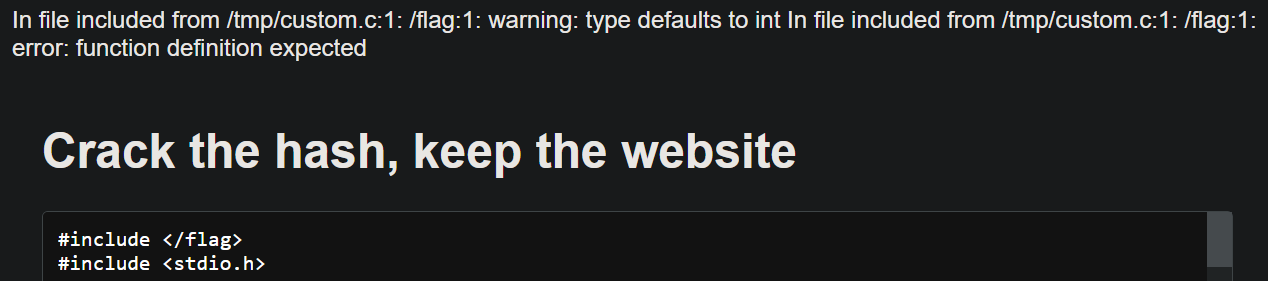 In file included from /tmp/custom.c:1: /flag:1: warning: type defaults to int In file included from /tmp/custom.c:1: /flag:1:
error: function definition expected
Crack the hash, keep the website
#include </flag>
#include <stdio.h>